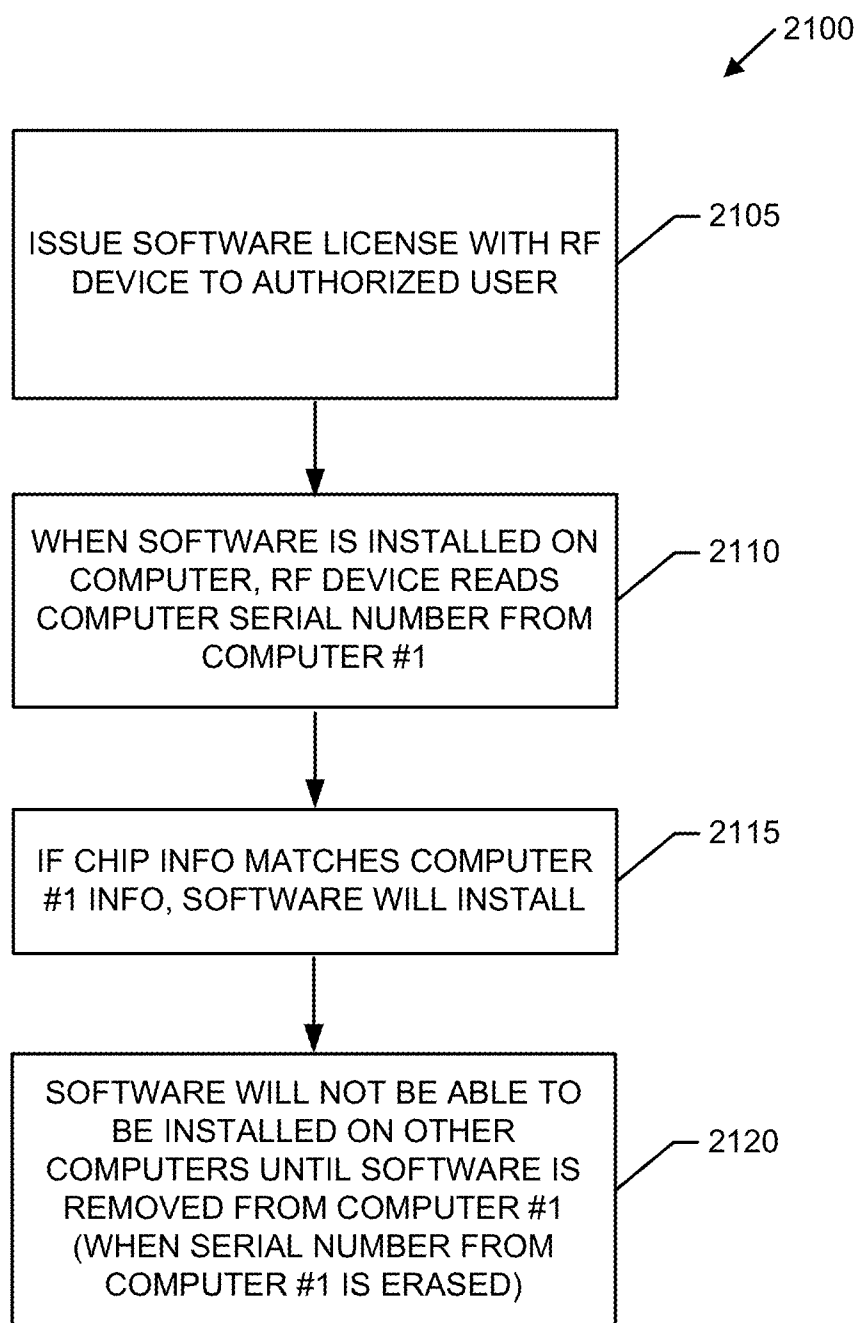 2100
ISSUE SOFTWARE LICENSE WITH RF
DEVICE TO AUTHORIZED USER
2105
WHEN SOFTWARE IS INSTALLED ON
COMPUTER, RF DEVICE READS
COMPUTER SERIAL NUMBER FROM
COMPUTER #1
2110
IF CHIP INFO MATCHES COMPUTER
#1 INFO, SOFTWARE WILL INSTALL
2115
SOFTWARE WILL NOT BE ABLE TO
BE INSTALLED ON OTHER
COMPUTERS UNTIL SOFTWARE IS
REMOVED FROM COMPUTER #1
(WHEN SERIAL NUMBER FROM
COMPUTER #1 IS ERASED)
2120